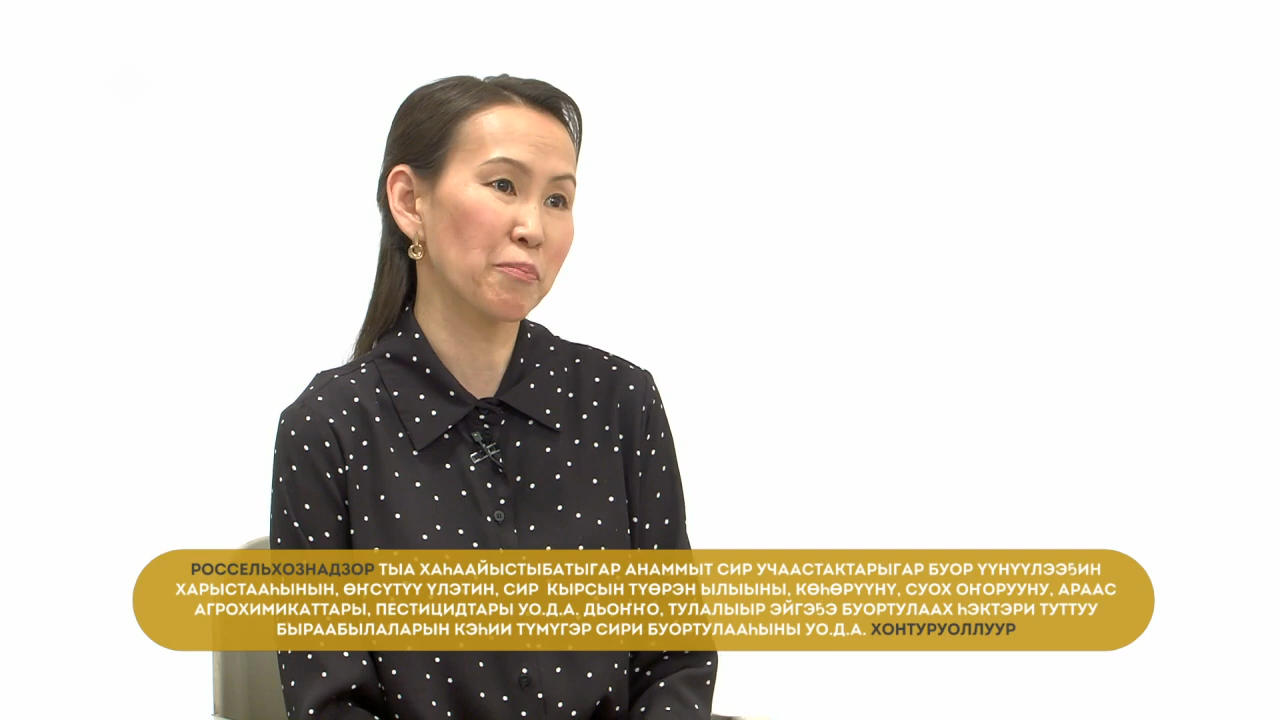 РОССЕЛЬХОЗНАДЗОР ТЫА ХАҺААЙЫСТЫБАТЫГАР АНАММЫТ СИР УЧААСТАКТАРЫГАР БУОР ҮҮНҮҮЛЭЭҔИН
ХАРЫСТААҺЫНЫН, ӨҤСҮТҮҮ ҮЛЭТИН, СИР КЫРСЫН ТҮӨРЭН ЫЛЫЫНЫ, КӨҺӨРҮҮНҮ, СУОХ ОҤОРУУНУ, АРААС
АГРОХИМИКАТТАРЫ, ПЕСТИЦИДТАРЫ УО.Д.А, ДЬОҤҤО, ТУЛАЛЫЫР ЭЙГЭҔЭ БУОРТУЛААХ ҺЭКТЭРИ ТУТТУУ
БЫРААБЫЛАЛАРЫН КЭҺИИ ТҮМҮГЭР СИРИ БУОРТУЛААҺЫНЫ УО.Д.А. ХОНТУРУОЛЛУУР